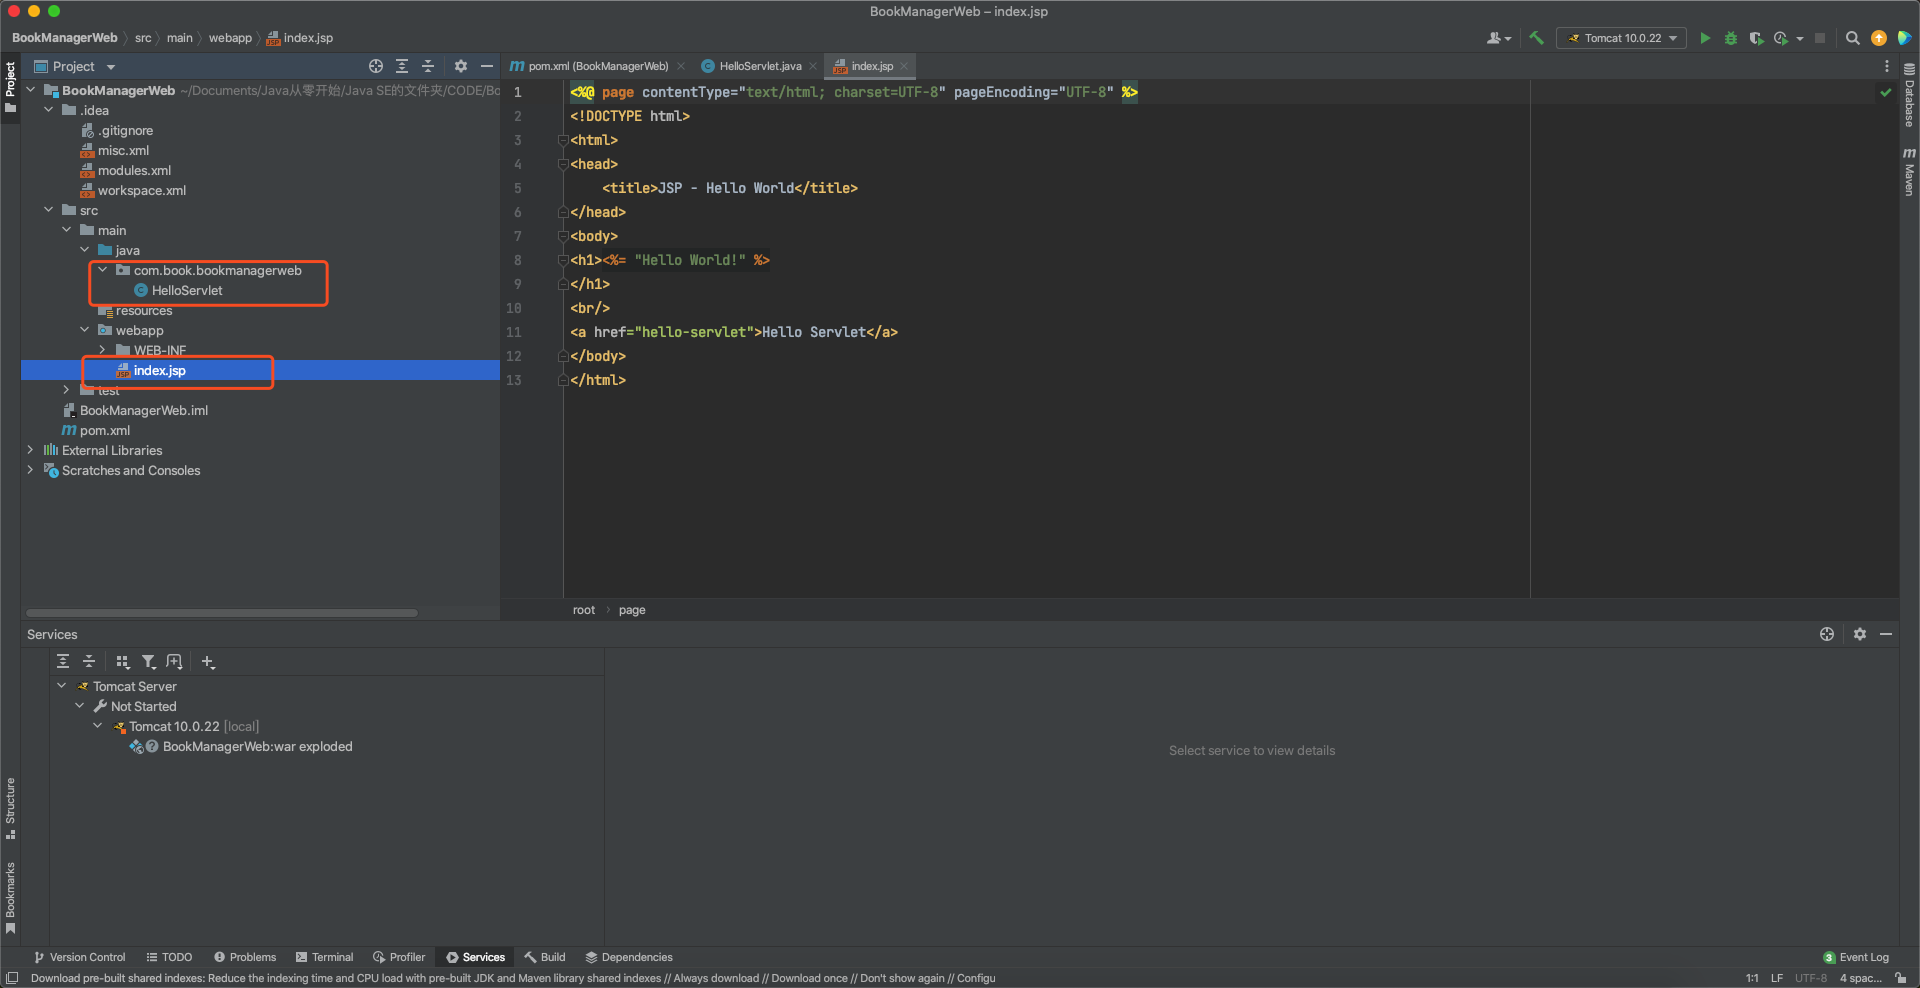 BookManagerWeb – index.jsp
BookManagerWeb src main webapp index.jsp
Tomcat 10.0.22
Project
Project
pom.xml (BookManagerWeb)
HelloServlet.java
index.jsp
BookManagerWeb ~/Documents/Java从零开始/Java SE的文件夹/CODE/Bo
.idea
.gitignore
misc.xml
modules.xml
workspace.xml
src
main
java
com.book.bookmanagerweb
HelloServlet
resources
webapp
WEB-INF
index.jsp
test
BookManagerWeb.iml
pom.xml
External Libraries
Scratches and Consoles
1 <%@ page contentType="text/html; charset=UTF-8" pageEncoding="UTF-8" %>
2 <!DOCTYPE html>
3 <html>
4 <head>
5 <title>JSP - Hello World</title>
6 </head>
7 <body>
8 <h1><%= "Hello World!" %>
9 </h1>
10 <br/>
11 <a href="hello-servlet">Hello Servlet</a>
12 </body>
13 </html>
root page
Database
Maven
Services
Tomcat Server
Not Started
Tomcat 10.0.22 [local]
BookManagerWeb:war exploded
Select service to view details
Structure
Bookmarks
Version Control TODO Problems Terminal Profiler Services Build Dependencies
3 Event Log
Download pre-built shared indexes: Reduce the indexing time and CPU load with pre-built JDK and Maven library shared indexes // Always download // Download once // Don't show again // Configu
1:1 LF UTF-8 4 spac...